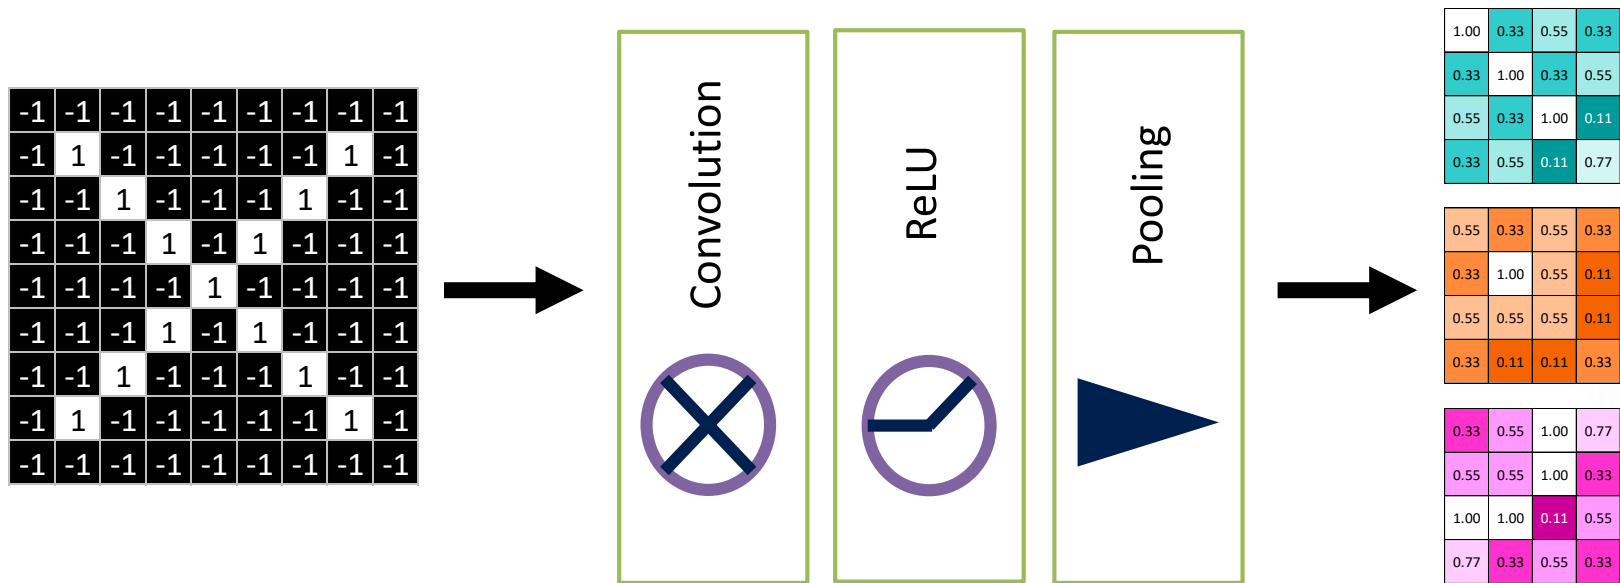 -1 -1 -1 -1 -1 -1 -1 -1 -1
-1 1 -1 -1 -1 -1 -1 1 -1
-1 -1 1 -1 -1 -1 1 -1 -1
-1 -1 -1 1 -1 1 -1 -1 -1
-1 -1 -1 -1 1 -1 -1 -1 -1
-1 -1 -1 1 -1 1 -1 -1 -1
-1 -1 1 -1 -1 -1 1 -1 -1
-1 1 -1 -1 -1 -1 -1 1 -1
-1 -1 -1 -1 -1 -1 -1 -1 -1
Convolution
ReLU
Pooling
1.00 0.33 0.55 0.33
0.33 1.00 0.33 0.55
0.55 0.33 1.00 0.11
0.33 0.55 0.11 0.77
0.55 0.33 0.55 0.33
0.33 1.00 0.55 0.11
0.55 0.55 0.55 0.11
0.33 0.11 0.11 0.33
0.33 0.55 1.00 0.77
0.55 0.55 1.00 0.33
1.00 1.00 0.11 0.55
0.77 0.33 0.55 0.33